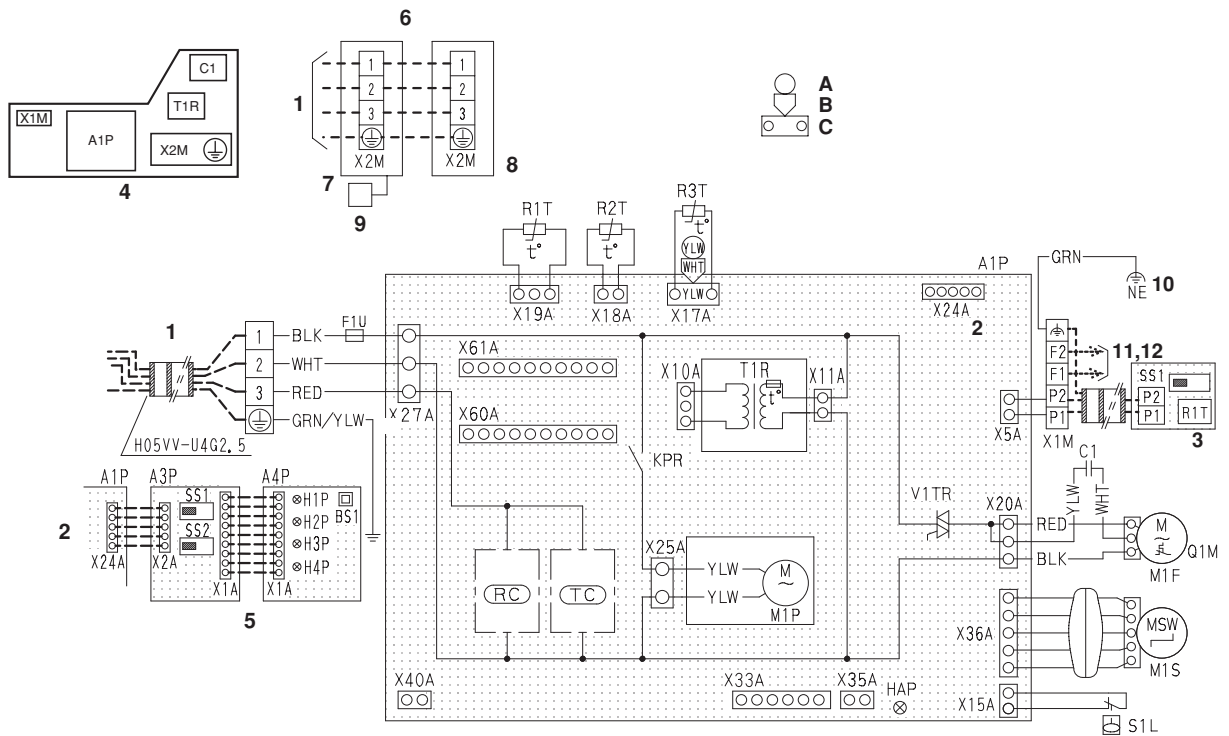 6
C1
T1R
X1M
A1P
X2M
4
1
1
2
3
X2M
7
9
1
2
3
X2M
8
A
B
C
R1T
t°
X19A
R2T
t°
X18A
R3T
t°
YLW
WHT
YLW
X17A
A1P
X24A
2
GRN
NE
10
1
1
BLK
F1U
2
WHT
3
RED
GRN/YLW
X27A
H05VV-U4G2.5
X61A
X60A
X10A
T1R
t°
X11A
KPR
F2
F1
P2
P1
X1M
X5A
11,12
SS1
P2
P1
R1T
3
C1
YLW
WHT
V1TR
X20A
RED
BLK
M
~
Q1M
M1F
2
A1P
X24A
A3P
SS1
SS2
X2A
X1A
A4P
H1P
H2P
H3P
H4P
BS1
X1A
5
RC
TC
X25A
YLW
YLW
M
~
M1P
X36A
MSW
M1S
X40A
X33A
X35A
HAP
X15A
S1L